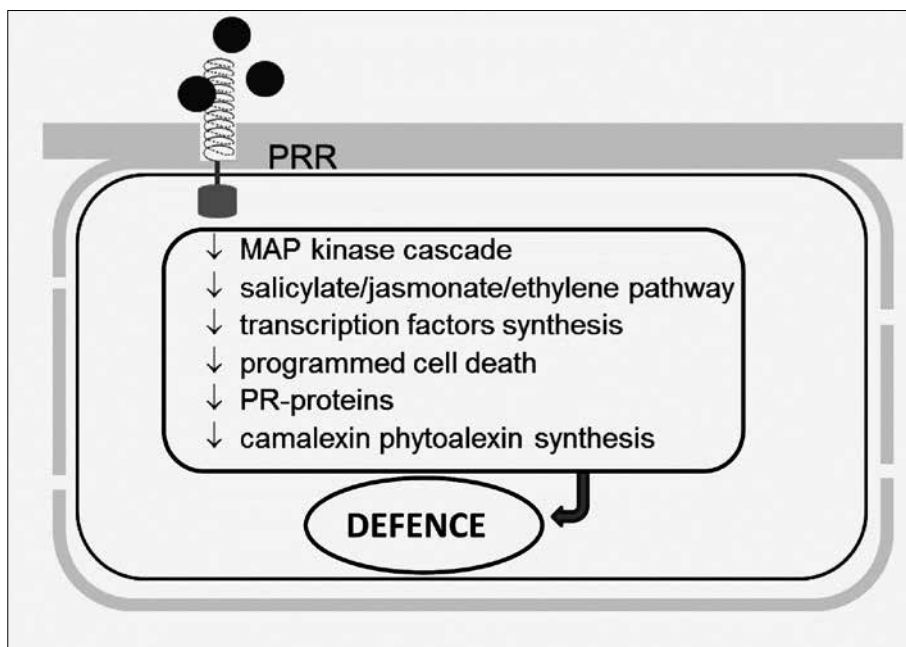 PRR
↓ MAP kinase cascade
↓ salicylate/jasmonate/ethylene pathway
↓ transcription factors synthesis
↓ programmed cell death
↓ PR-proteins
↓ camalexin phytoalexin synthesis
DEFENCE